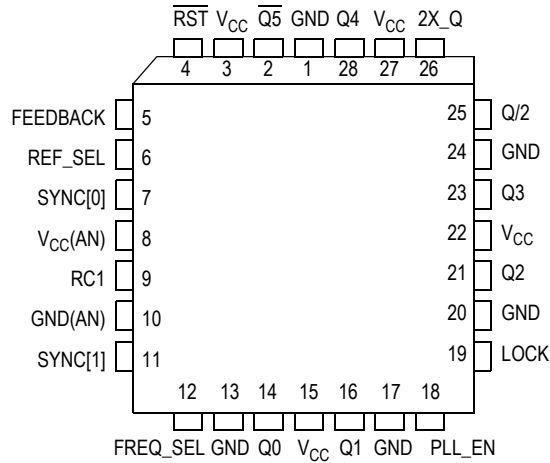 RST VCC Q5 GND Q4 VCC 2X_Q
4 3 2 1 28 27 26
FEEDBACK 5 25 Q/2
REF_SEL 6 24 GND
SYNC[0] 7 23 Q3
VCC(AN) 8 22 VCC
RC1 9 21 Q2
GND(AN) 10 20 GND
SYNC[1] 11 19 LOCK
12 13 14 15 16 17 18
FREQ_SEL GND Q0 VCC Q1 GND PLL_EN